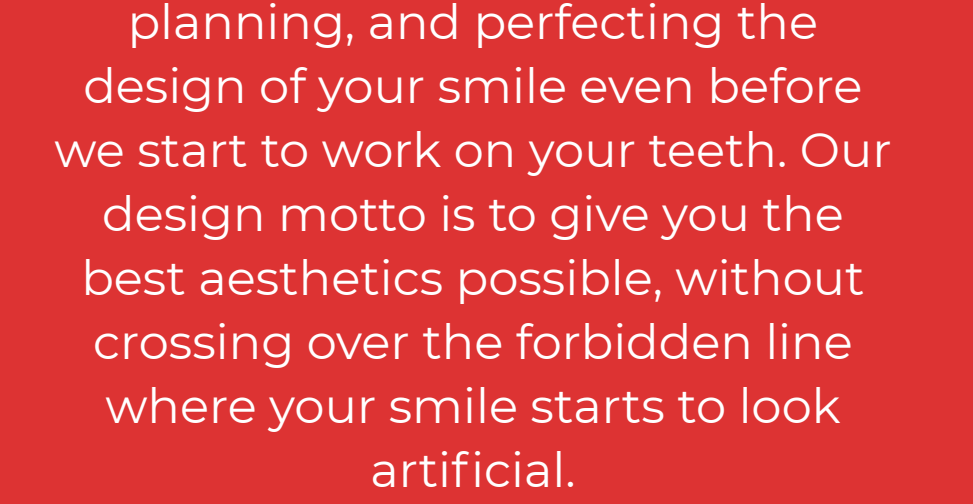 planning, and perfecting the
design of your smile even before
we start to work on your teeth. Our
design motto is to give you the
best aesthetics possible, without
crossing over the forbidden line
where your smile starts to look
artificial.